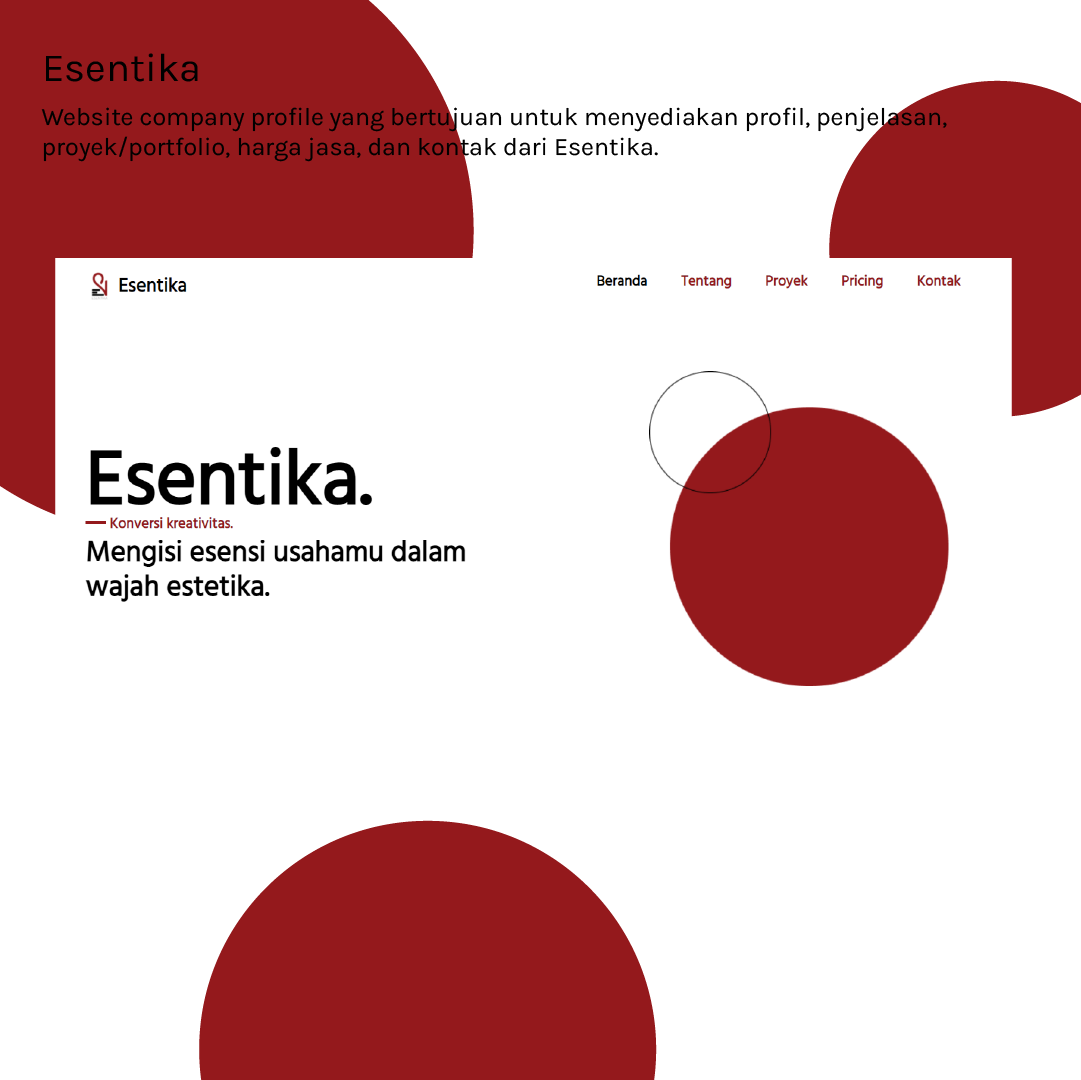 Esentika
Website company profile yang bertujuan untuk menyediakan profil, penjelasan,
proyek/portfolio, harga jasa, dan kontak dari Esentika.
Esentika
Beranda Tentang Proyek Pricing Kontak
Esentika.
Konversi kreativitas.
Mengisi esensi usahamu dalam
wajah estetika.